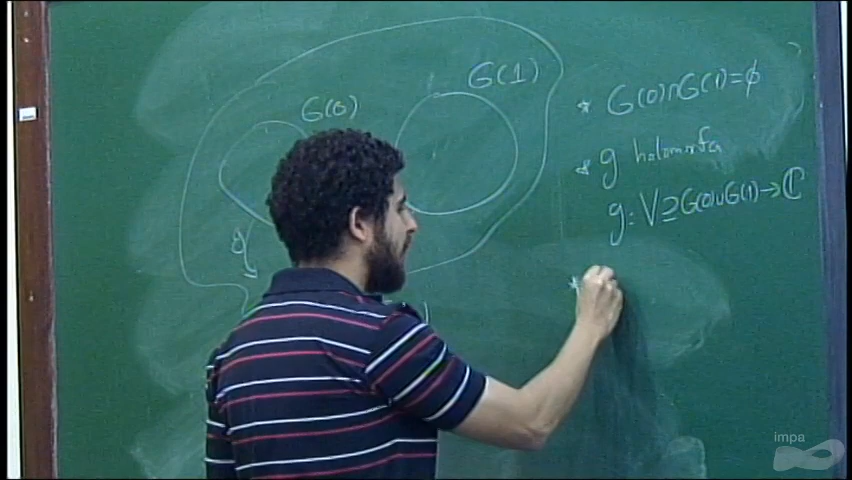 G(0)
G(1)
* G(0)∩G(1)=∅
* g holomorfa
g: V⊇G(0)∪G(1)→ℂ
g
*
impa